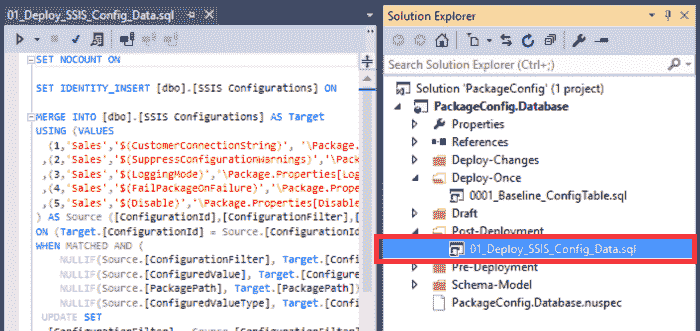 01_Deploy_SSIS_Config_Data.sql
SET NOCOUNT ON
SET IDENTITY_INSERT [dbo].[SSIS Configurations] ON
MERGE INTO [dbo].[SSIS Configurations] AS Target
USING (VALUES
(1,'Sales','$(CustomerConnectionString)', '\Package.
,(2,'Sales','$(SuppressConfigurationWarnings)','\Pack
,(3,'Sales','$(LoggingMode)','\Package.Properties[Log
,(4,'Sales','$(FailPackageOnFailure)','\Package.Prope
,(5,'Sales','$(Disable)','\Package.Properties[Disable
) AS Source ([ConfigurationId],[ConfigurationFilter],[
ON (Target.[ConfigurationId] = Source.[ConfigurationId
WHEN MATCHED AND (
NULLIF(Source.[ConfigurationFilter], Target.[Confi
NULLIF(Source.[ConfiguredValue], Target.[Configure
NULLIF(Source.[PackagePath], Target.[PackagePath])
NULLIF(Source.[ConfiguredValueType], Target.[Confi
UPDATE SET
Solution Explorer
Search Solution Explorer (Ctrl+;)
Solution 'PackageConfig' (1 project)
PackageConfig.Database
Properties
References
Deploy-Changes
Deploy-Once
0001_Baseline_ConfigTable.sql
Draft
Post-Deployment
01_Deploy_SSIS_Config_Data.sql
Pre-Deployment
Schema-Model
PackageConfig.Database.nuspec